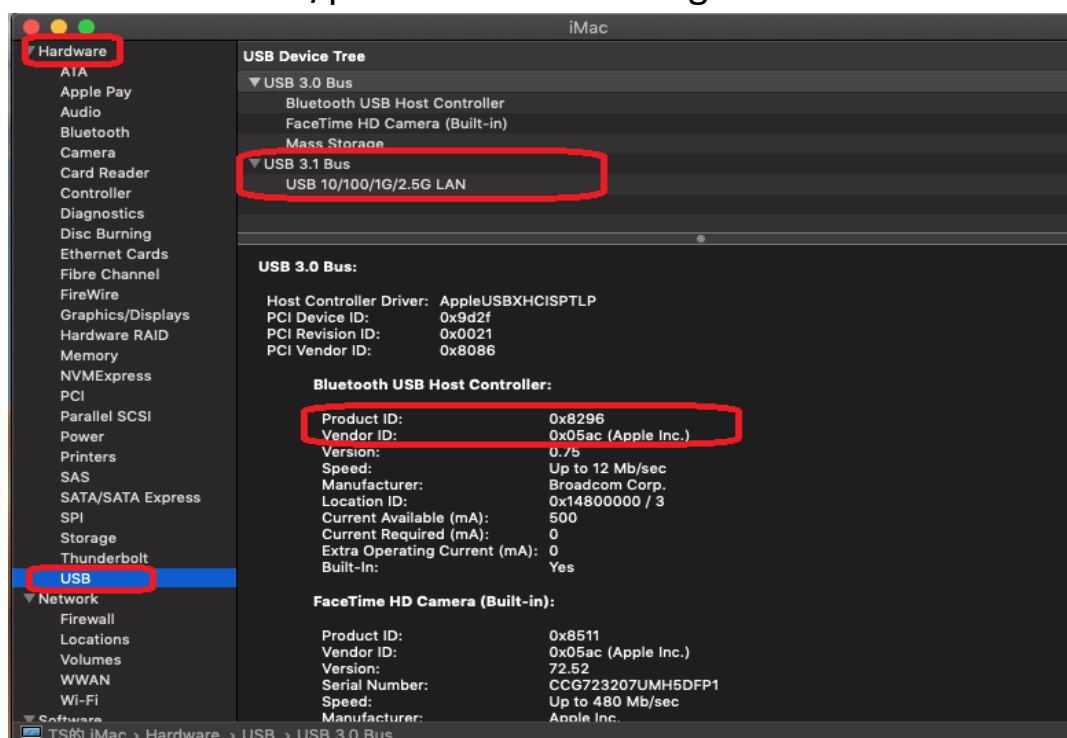 iMac
Hardware
ATA
Apple Pay
Audio
Bluetooth
Camera
Card Reader
Controller
Diagnostics
Disc Burning
Ethernet Cards
Fibre Channel
FireWire
Graphics/Displays
Hardware RAID
Memory
NVMExpress
PCI
Parallel SCSI
Power
Printers
SAS
SATA/SATA Express
SPI
Storage
Thunderbolt
USB
Network
Firewall
Locations
Volumes
WWAN
Wi-Fi
Software
USB Device Tree
USB 3.0 Bus
Bluetooth USB Host Controller
FaceTime HD Camera (Built-in)
Mass Storage
USB 3.1 Bus
USB 10/100/1G/2.5G LAN
USB 3.0 Bus:
Host Controller Driver: AppleUSBXHCISPTLP
PCI Device ID: 0x9d2f
PCI Revision ID: 0x0021
PCI Vendor ID: 0x8086
Bluetooth USB Host Controller:
Product ID: 0x8296
Vendor ID: 0x05ac (Apple Inc.)
Version: 0.75
Speed: Up to 12 Mb/sec
Manufacturer: Broadcom Corp.
Location ID: 0x14800000 / 3
Current Available (mA): 500
Current Required (mA): 0
Extra Operating Current (mA): 0
Built-In: Yes
FaceTime HD Camera (Built-in):
Product ID: 0x8511
Vendor ID: 0x05ac (Apple Inc.)
Version: 72.52
Serial Number: CCG723207UMH5DFP1
Speed: Up to 480 Mb/sec
Manufacturer: Apple Inc.
TS的 iMac › Hardware › USB › USB 3.0 Bus